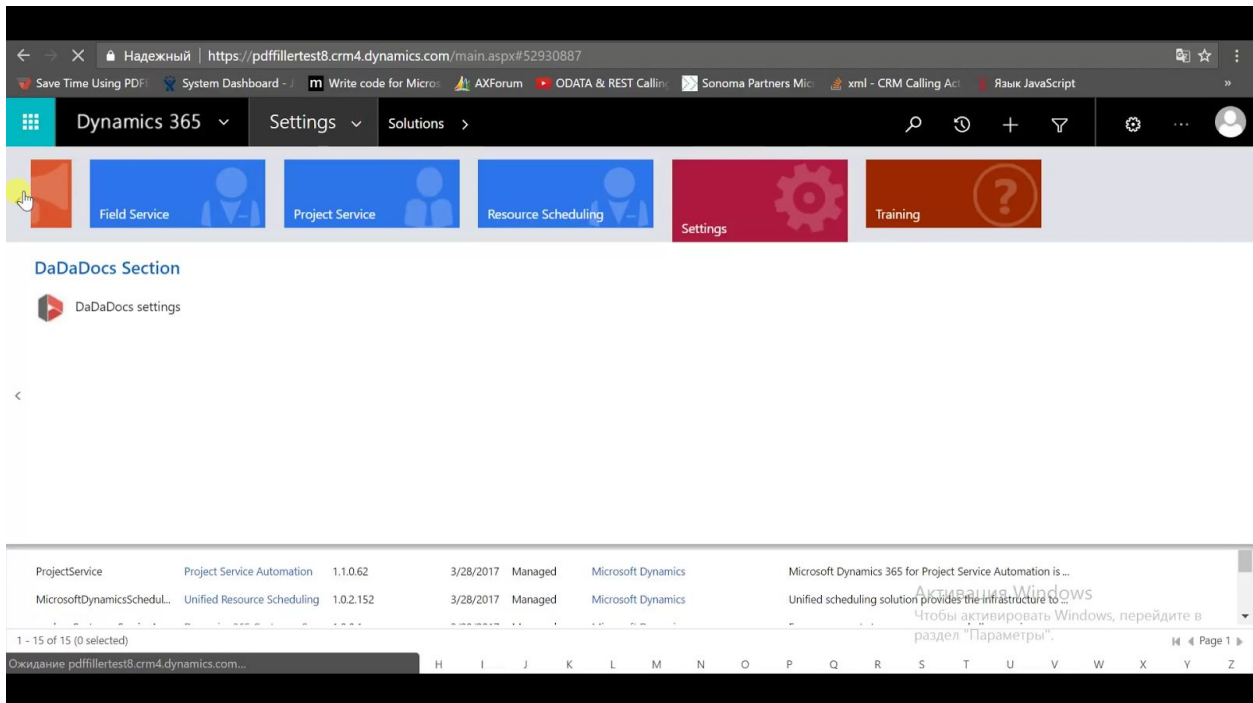 Надежный | https://pdffillertest8.crm4.dynamics.com/main.aspx#52930887
Save Time Using PDFf System Dashboard - J Write code for Micros AXForum ODATA & REST Calling Sonoma Partners Mic xml - CRM Calling Act Язык JavaScript »
Dynamics 365 Settings Solutions >
Field Service Project Service Resource Scheduling Settings Training
DaDaDocs Section
DaDaDocs settings
ProjectService Project Service Automation 1.1.0.62 3/28/2017 Managed Microsoft Dynamics Microsoft Dynamics 365 for Project Service Automation is ...
MicrosoftDynamicsSchedul... Unified Resource Scheduling 1.0.2.152 3/28/2017 Managed Microsoft Dynamics Unified scheduling solution provides the infrastructure to ...
Активация Windows
Чтобы активировать Windows, перейдите в
раздел "Параметры".
1 - 15 of 15 (0 selected) Page 1
Ожидание pdffillertest8.crm4.dynamics.com... H I J K L M N O P Q R S T U V W X Y Z